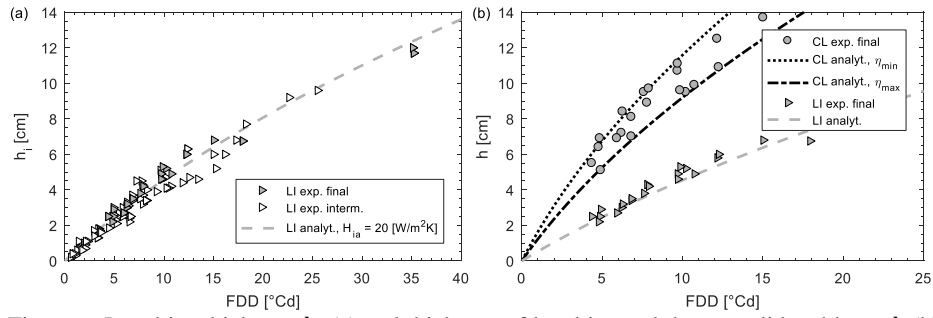 (a)
14
12
10
8
6
4
2
0
h_i [cm]
0 5 10 15 20 25 30 35 40
FDD [°Cd]
LI exp. final
LI exp. interm.
LI analyt., H_ia = 20 [W/m²K]
(b)
14
12
10
8
6
4
2
0
h [cm]
0 5 10 15 20 25
FDD [°Cd]
CL exp. final
CL analyt., η_min
CL analyt., η_max
LI exp. final
LI analyt.